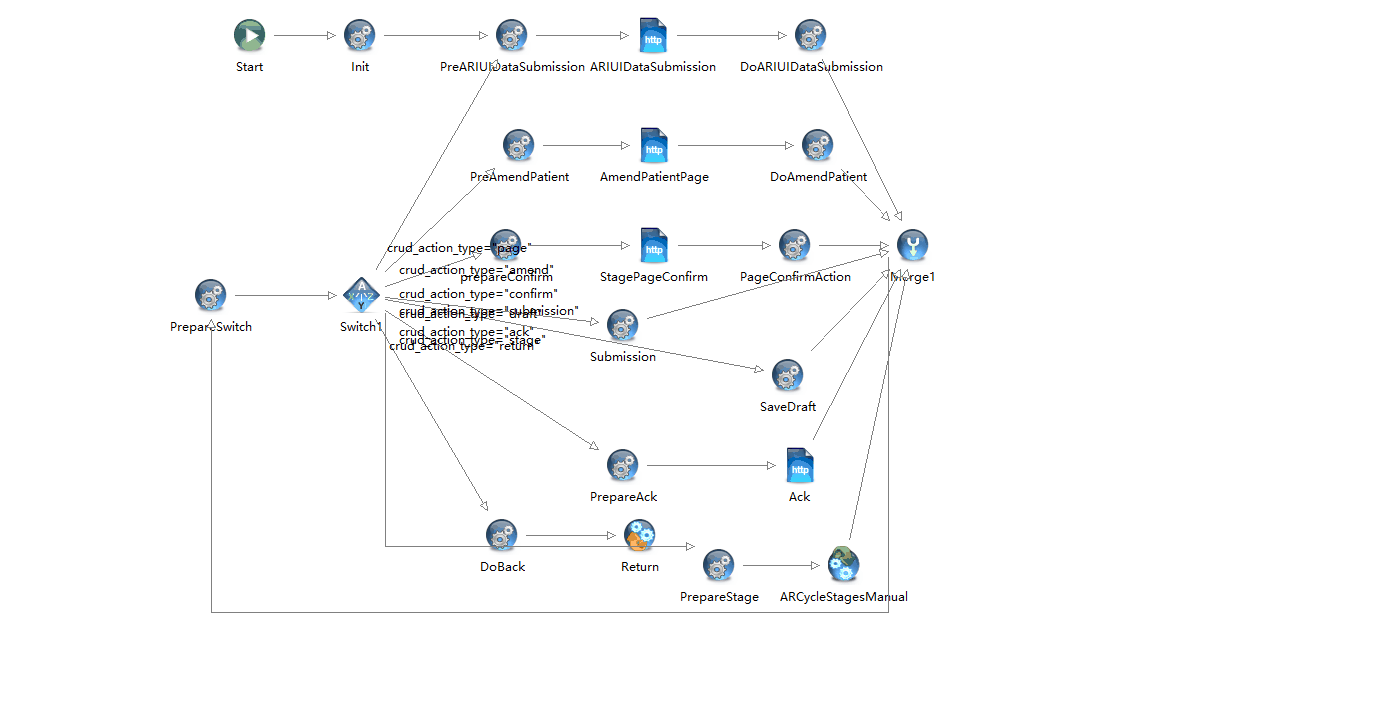 Start
Init
PreARIUIDataSubmission
ARIUIDataSubmission
DoARIUIDataSubmission
http
PreAmendPatient
AmendPatientPage
DoAmendPatient
http
crud_action_type="page"
prepareConfirm
StagePageConfirm
PageConfirmAction
Merge1
http
crud_action_type="amend"
crud_action_type="confirm"
crud_action_type="submission"
crud_action_type="draft"
crud_action_type="ack"
crud_action_type="stage"
crud_action_type="return"
PrepareSwitch
Switch1
Submission
SaveDraft
PrepareAck
http
Ack
DoBack
Return
PrepareStage
ARCycleStagesManual